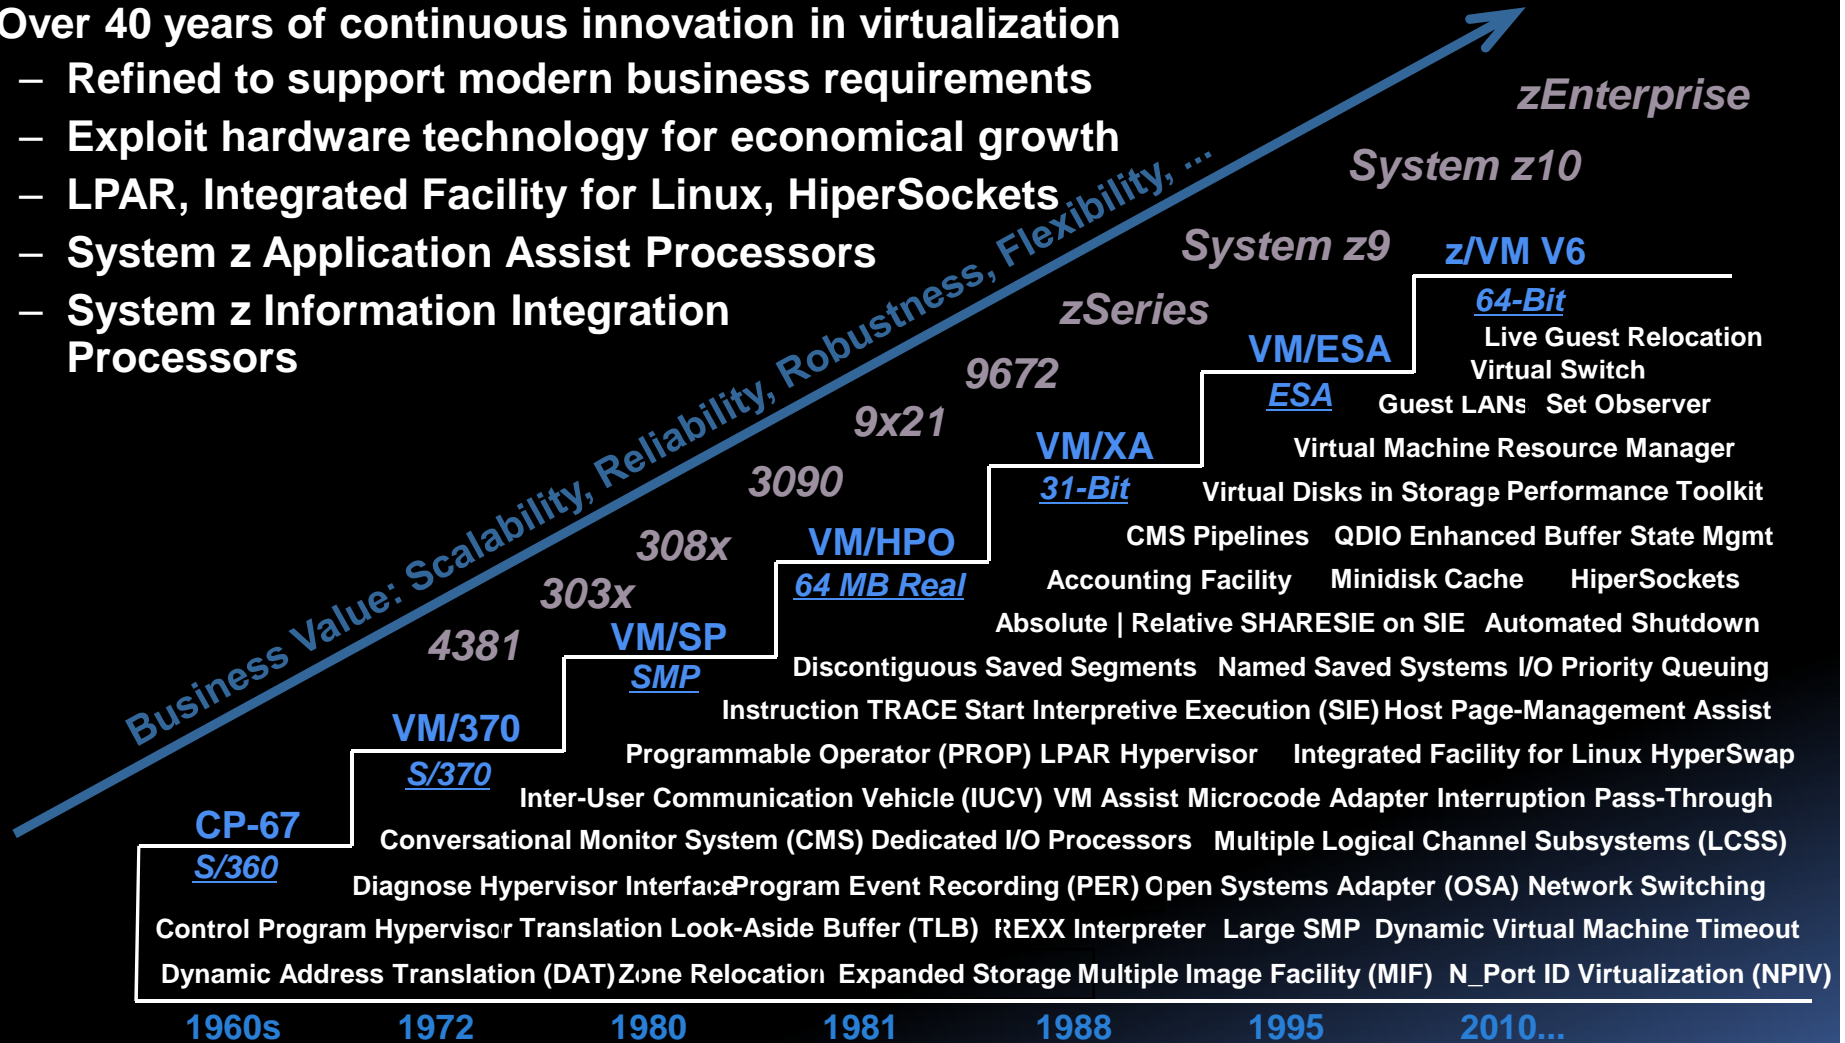 Over 40 years of continuous innovation in virtualization
– Refined to support modern business requirements
– Exploit hardware technology for economical growth
– LPAR, Integrated Facility for Linux, HiperSockets
– System z Application Assist Processors
– System z Information Integration
Processors
Business Value: Scalability, Reliability, Robustness, Flexibility, ...
zEnterprise
System z10
System z9
zSeries
9672
9x21
3090
308x
303x
4381
z/VM V6
64-Bit
VM/ESA
ESA
VM/XA
31-Bit
VM/HPO
64 MB Real
VM/SP
SMP
VM/370
S/370
CP-67
S/360
Live Guest Relocation
Virtual Switch
Guest LANs Set Observer
Virtual Machine Resource Manager
Virtual Disks in Storage Performance Toolkit
CMS Pipelines QDIO Enhanced Buffer State Mgmt
Accounting Facility Minidisk Cache HiperSockets
Absolute | Relative SHARE SIE on SIE Automated Shutdown
Discontiguous Saved Segments Named Saved Systems I/O Priority Queuing
Instruction TRACE Start Interpretive Execution (SIE) Host Page-Management Assist
Programmable Operator (PROP) LPAR Hypervisor Integrated Facility for Linux HyperSwap
Inter-User Communication Vehicle (IUCV) VM Assist Microcode Adapter Interruption Pass-Through
Conversational Monitor System (CMS) Dedicated I/O Processors Multiple Logical Channel Subsystems (LCSS)
Diagnose Hypervisor Interface Program Event Recording (PER) Open Systems Adapter (OSA) Network Switching
Control Program Hypervisor Translation Look-Aside Buffer (TLB) REXX Interpreter Large SMP Dynamic Virtual Machine Timeout
Dynamic Address Translation (DAT) Zone Relocation Expanded Storage Multiple Image Facility (MIF) N_Port ID Virtualization (NPIV)
1960s 1972 1980 1981 1988 1995 2010...